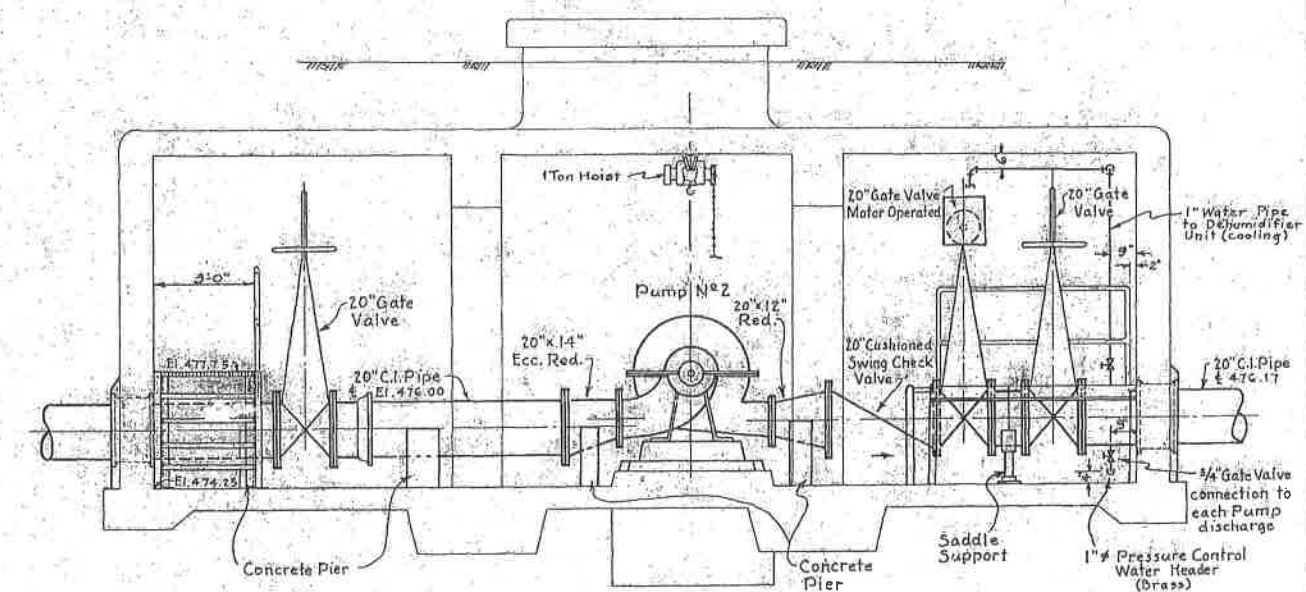 1 Ton Hoist
20" Gate Valve
Motor Operated
20" Gate
Valve
1" Water Pipe
to Dehumidifier
Unit (cooling)
9"
2"
3'-0"
20" Gate
Valve
Pump Nº 2
20" x 12"
Red.
20" x 14"
Ecc. Red.
20" Cushioned
Swing Check
Valve
El. 477.75
20" C.I. Pipe
℄ El. 476.00
20" C.I. Pipe
℄ 476.17
El. 474.25
3/4" Gate Valve
connection to
each Pump
discharge
Concrete Pier
Concrete
Pier
Saddle
Support
1"ϕ Pressure Control
Water Header
(Brass)